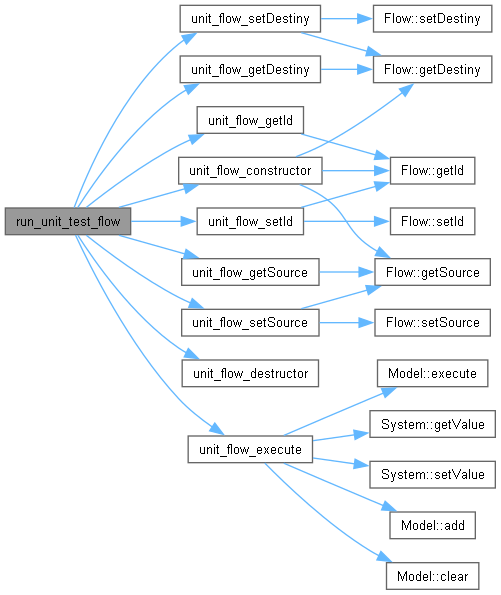 run_unit_test_flow
unit_flow_setDestiny
unit_flow_getDestiny
unit_flow_getId
unit_flow_constructor
unit_flow_setId
unit_flow_getSource
unit_flow_setSource
unit_flow_destructor
unit_flow_execute
Flow::setDestiny
Flow::getDestiny
Flow::getId
Flow::setId
Flow::getSource
Flow::setSource
Model::execute
System::getValue
System::setValue
Model::add
Model::clear